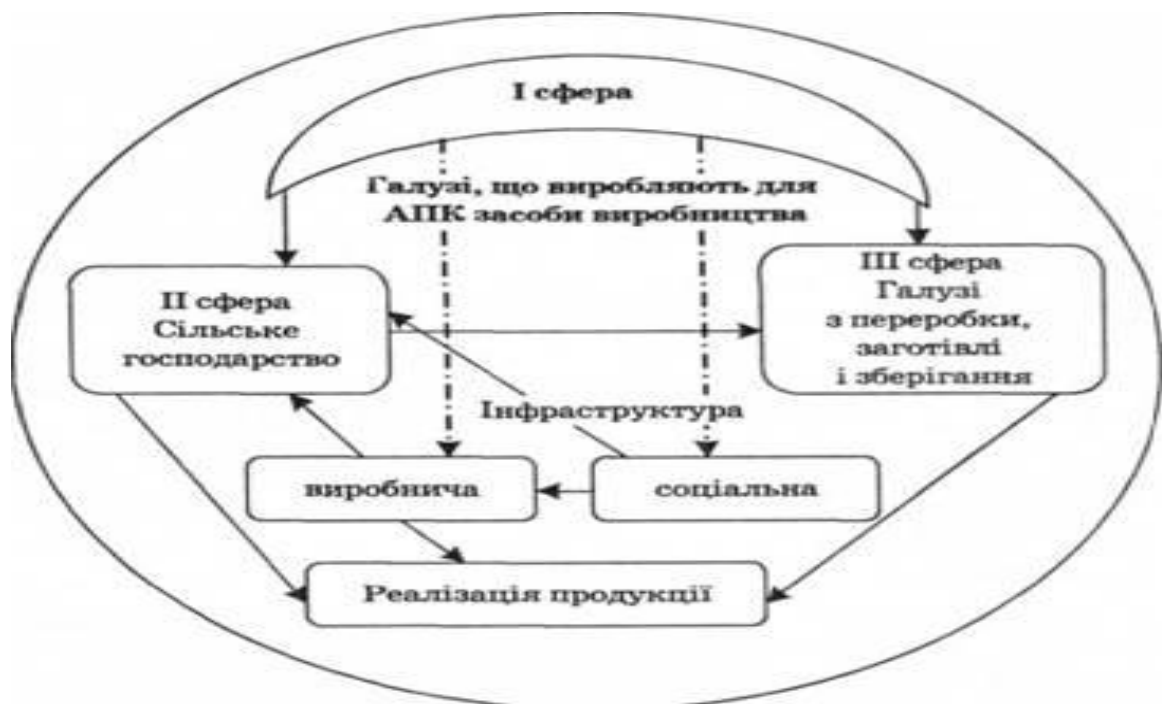 І сфера
Галузі, що виробляють для
АПК засоби виробництва
ІІ сфера
Сільське
господарство
ІІІ сфера
Галузі
з переробки,
заготівлі
і зберігання
Інфраструктура
виробнича
соціальна
Реалізація продукції